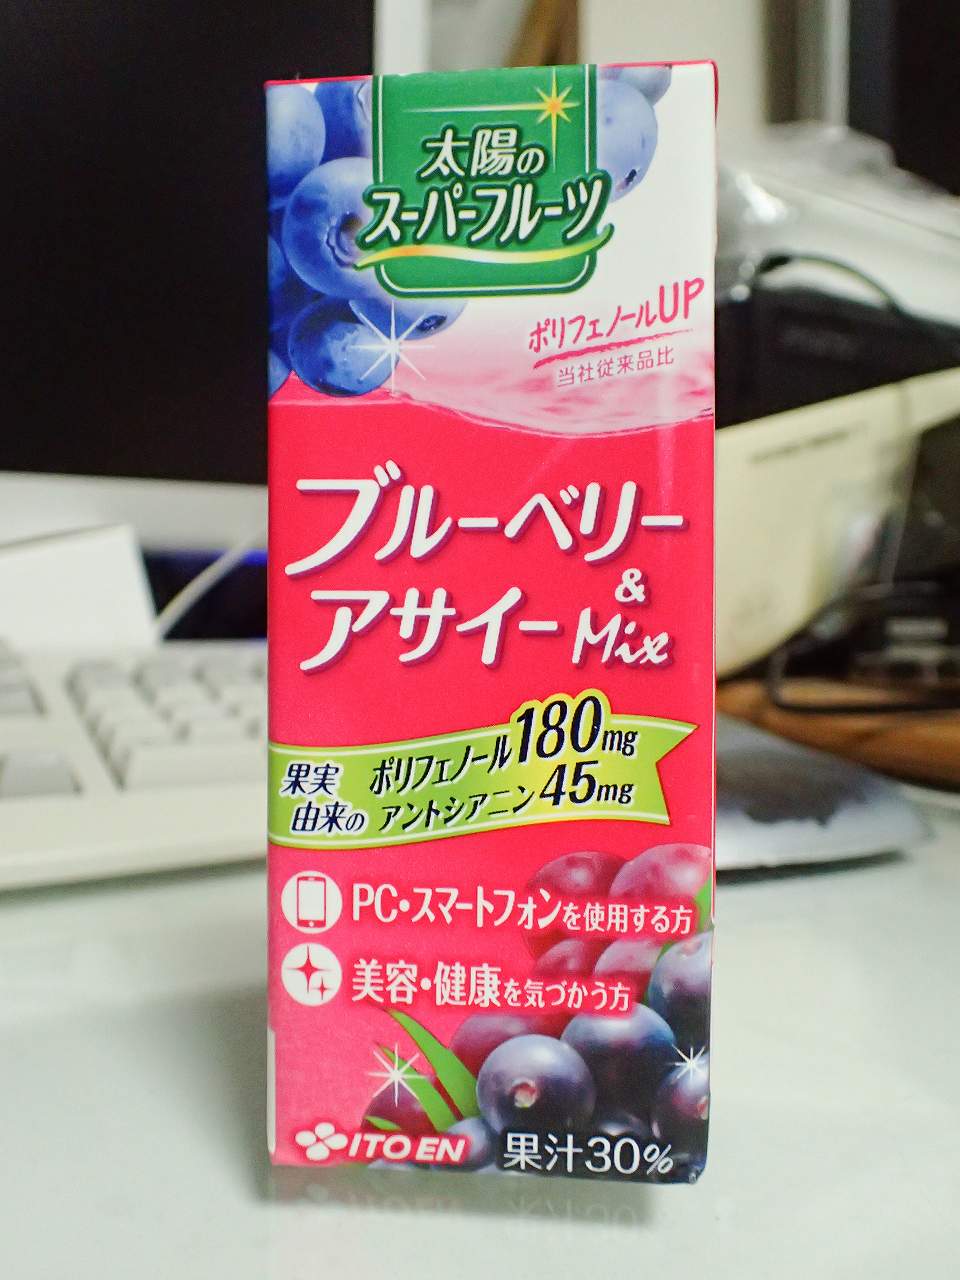 太陽の
スーパーフルーツ
ポリフェノールUP
当社従来品比
ブルーベリー
&
アサイーMix
果実
由来の
ポリフェノール180mg
アントシアニン45mg
PC・スマートフォンを使用する方
美容・健康を気づかう方
ITO EN
果汁30%